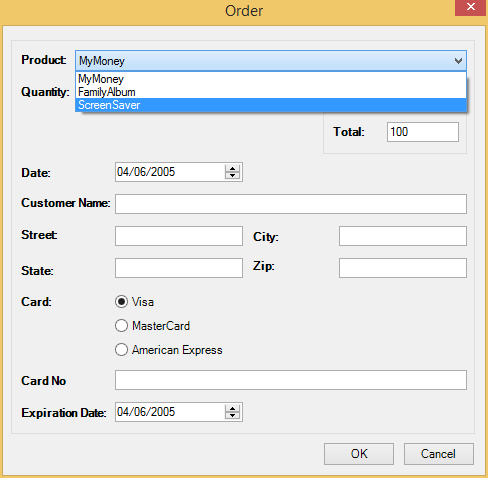 Order
Product: MyMoney
MyMoney
Quantity: FamilyAlbum
ScreenSaver
Total: 100
Date: 04/06/2005
Customer Name:
Street: City:
State: Zip:
Card: Visa
MasterCard
American Express
Card No
Expiration Date: 04/06/2005
OK Cancel